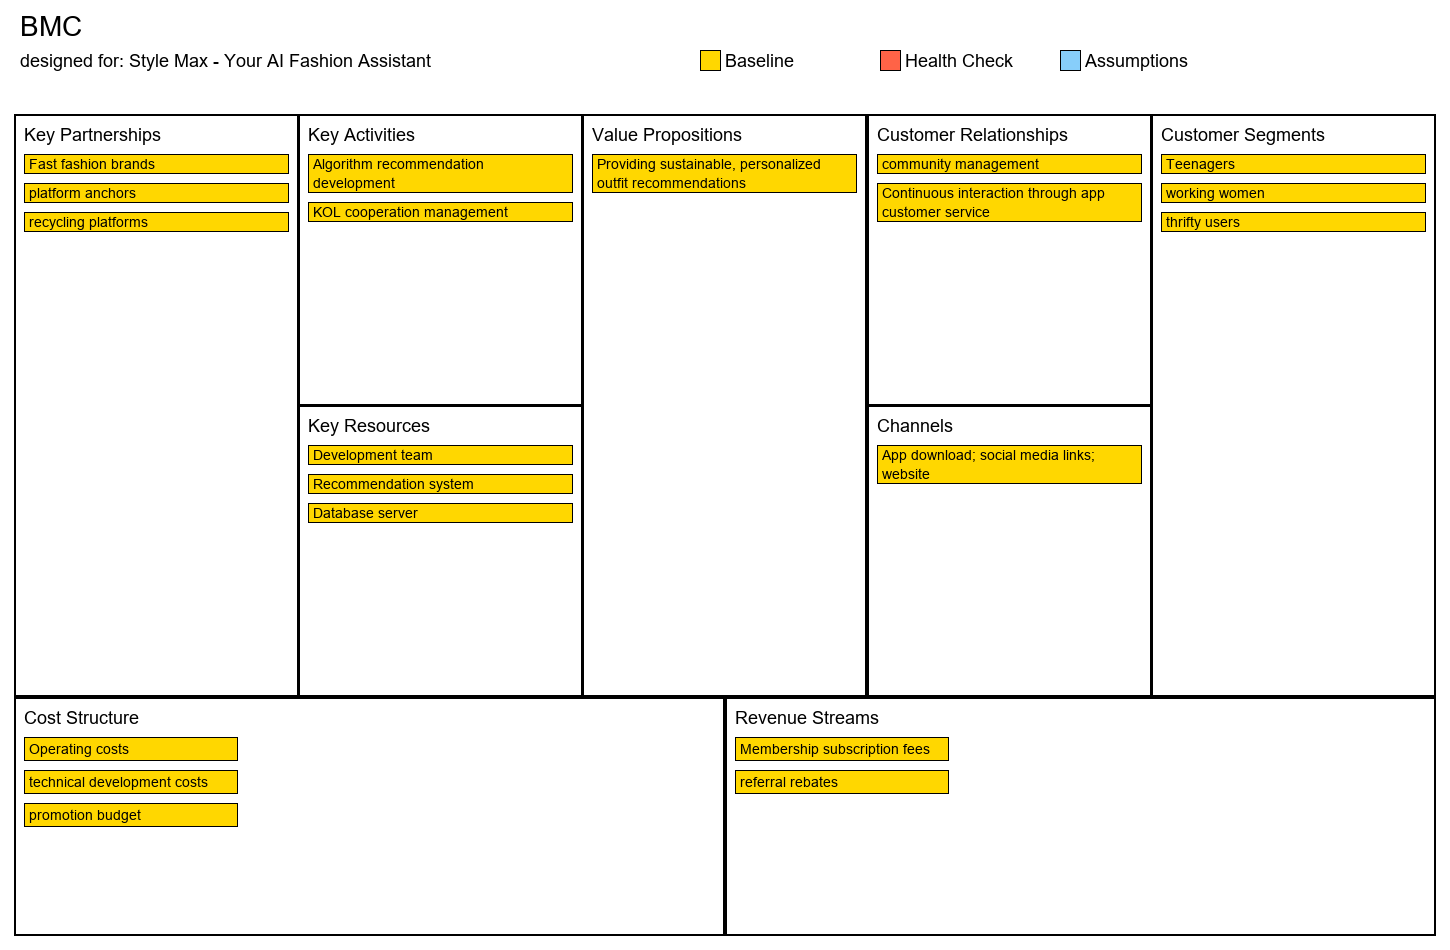 BMC
designed for: Style Max - Your AI Fashion Assistant
Baseline
Health Check
Assumptions
Key Partnerships
Fast fashion brands
platform anchors
recycling platforms
Key Activities
Algorithm recommendation
development
KOL cooperation management
Key Resources
Development team
Recommendation system
Database server
Value Propositions
Providing sustainable, personalized
outfit recommendations
Customer Relationships
community management
Continuous interaction through app
customer service
Channels
App download; social media links;
website
Customer Segments
Teenagers
working women
thrifty users
Cost Structure
Operating costs
technical development costs
promotion budget
Revenue Streams
Membership subscription fees
referral rebates